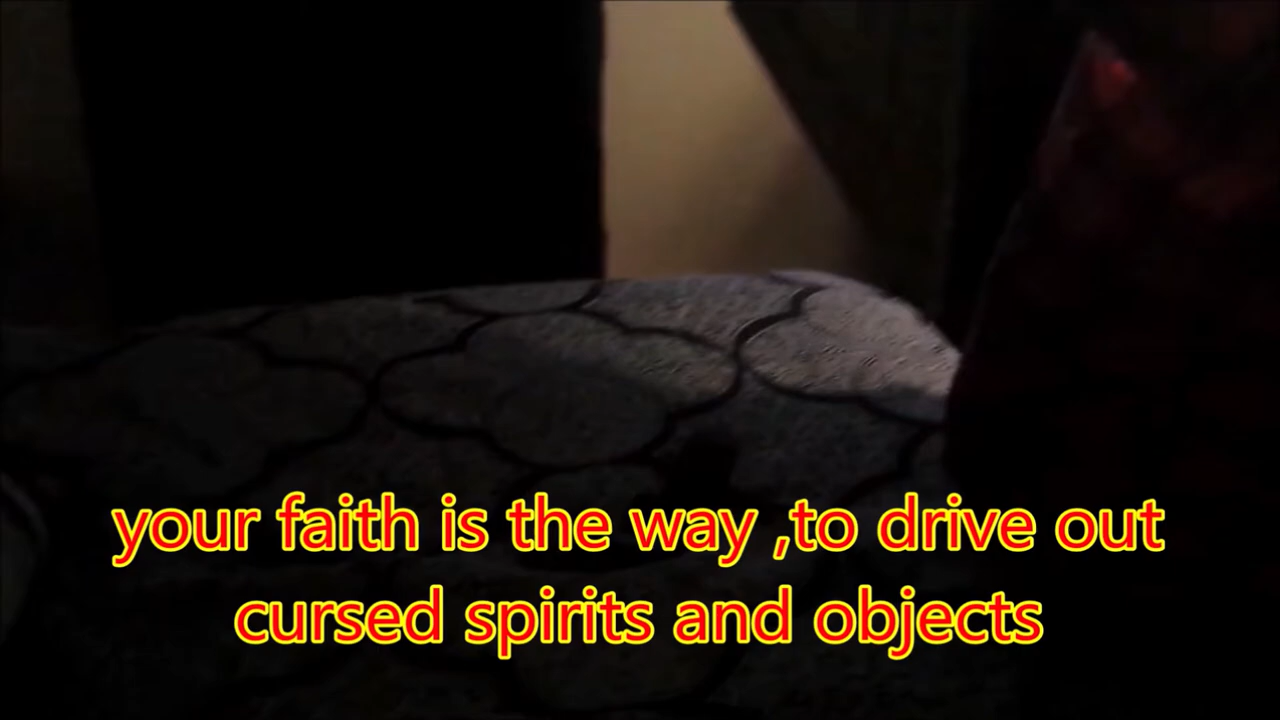 your faith is the way ,to drive out
cursed spirits and objects